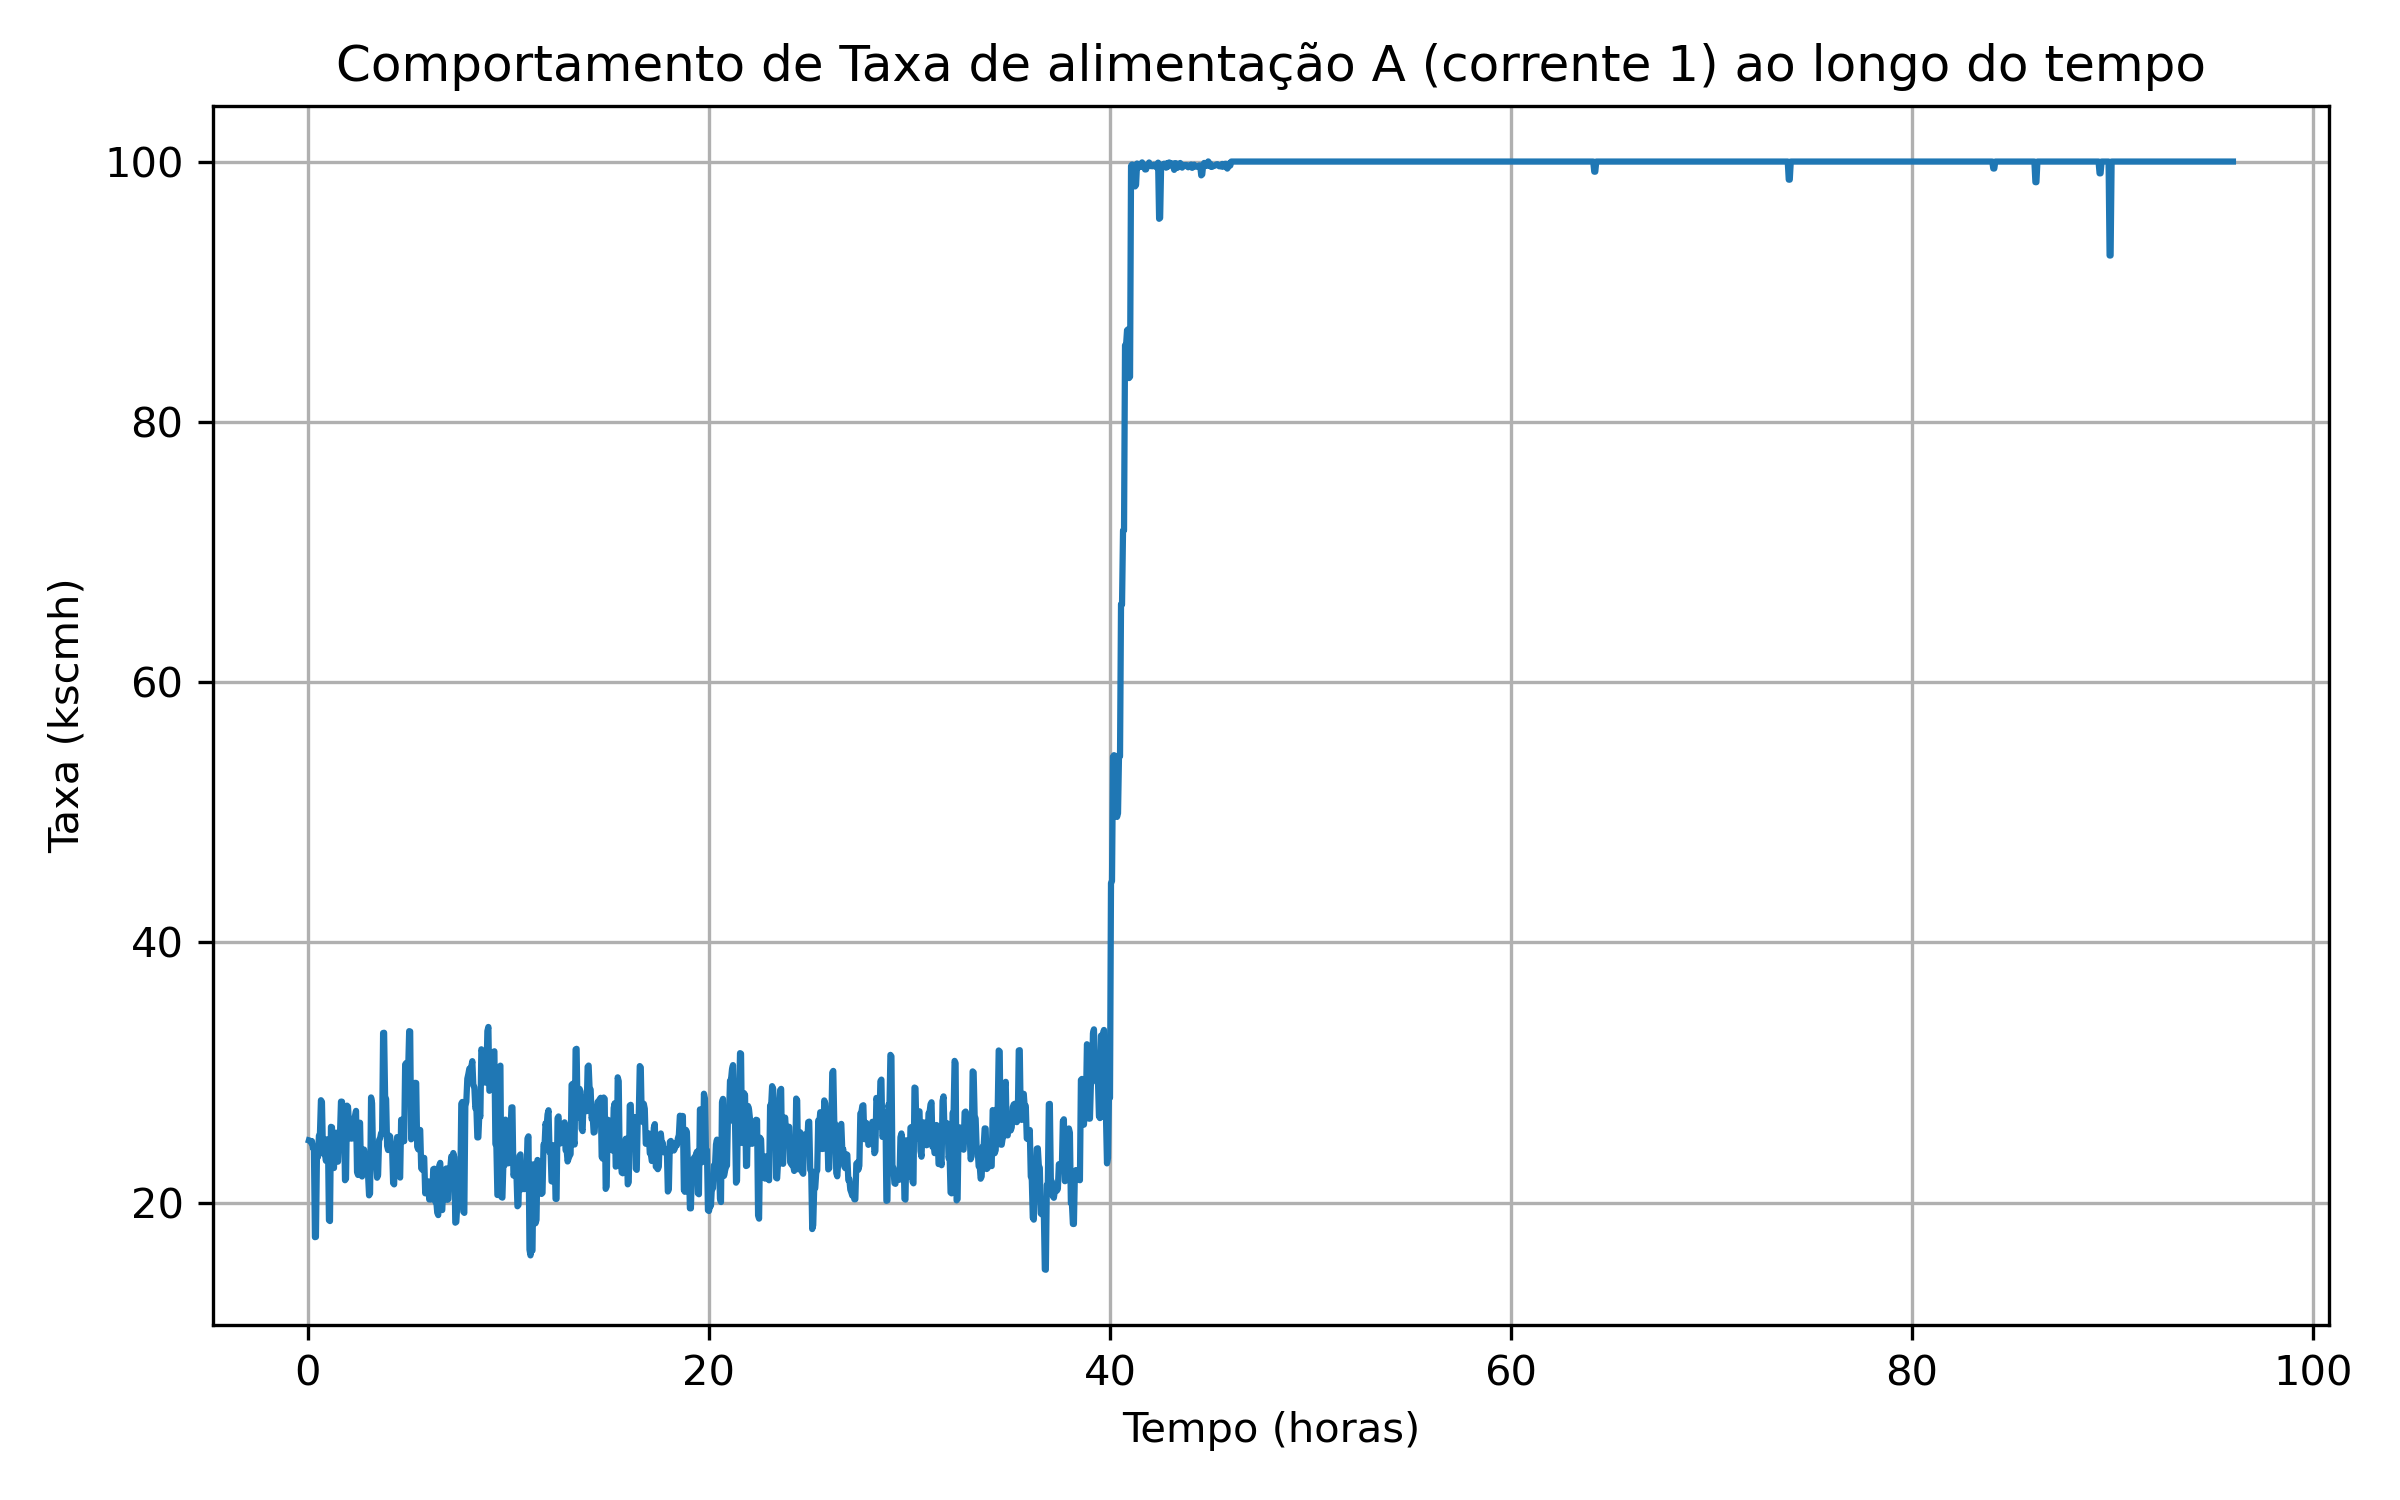 Comportamento de Taxa de alimentação A (corrente 1) ao longo do tempo
Taxa (kscmh)
100
80
60
40
20
0 20 40 60 80 100
Tempo (horas)